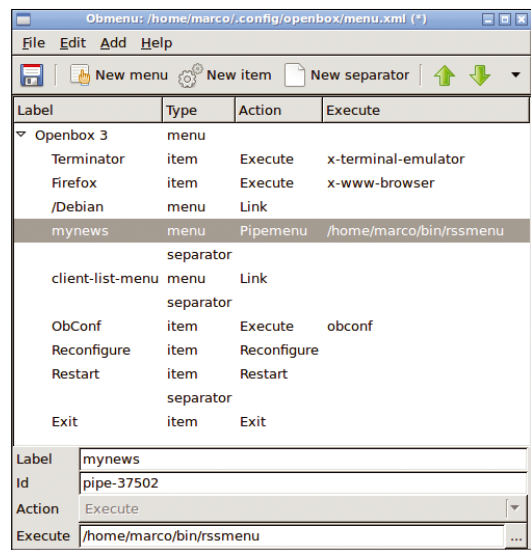 Obmenu: /home/marco/.config/openbox/menu.xml (*)
File Edit Add Help
New menu New item New separator
Label Type Action Execute
Openbox 3 menu
Terminator item Execute x-terminal-emulator
Firefox item Execute x-www-browser
/Debian menu Link
mynews menu Pipemenu /home/marco/bin/rssmenu
separator
client-list-menu menu Link
separator
ObConf item Execute obconf
Reconfigure item Reconfigure
Restart item Restart
separator
Exit item Exit
Label mynews
Id pipe-37502
Action Execute
Execute /home/marco/bin/rssmenu ...